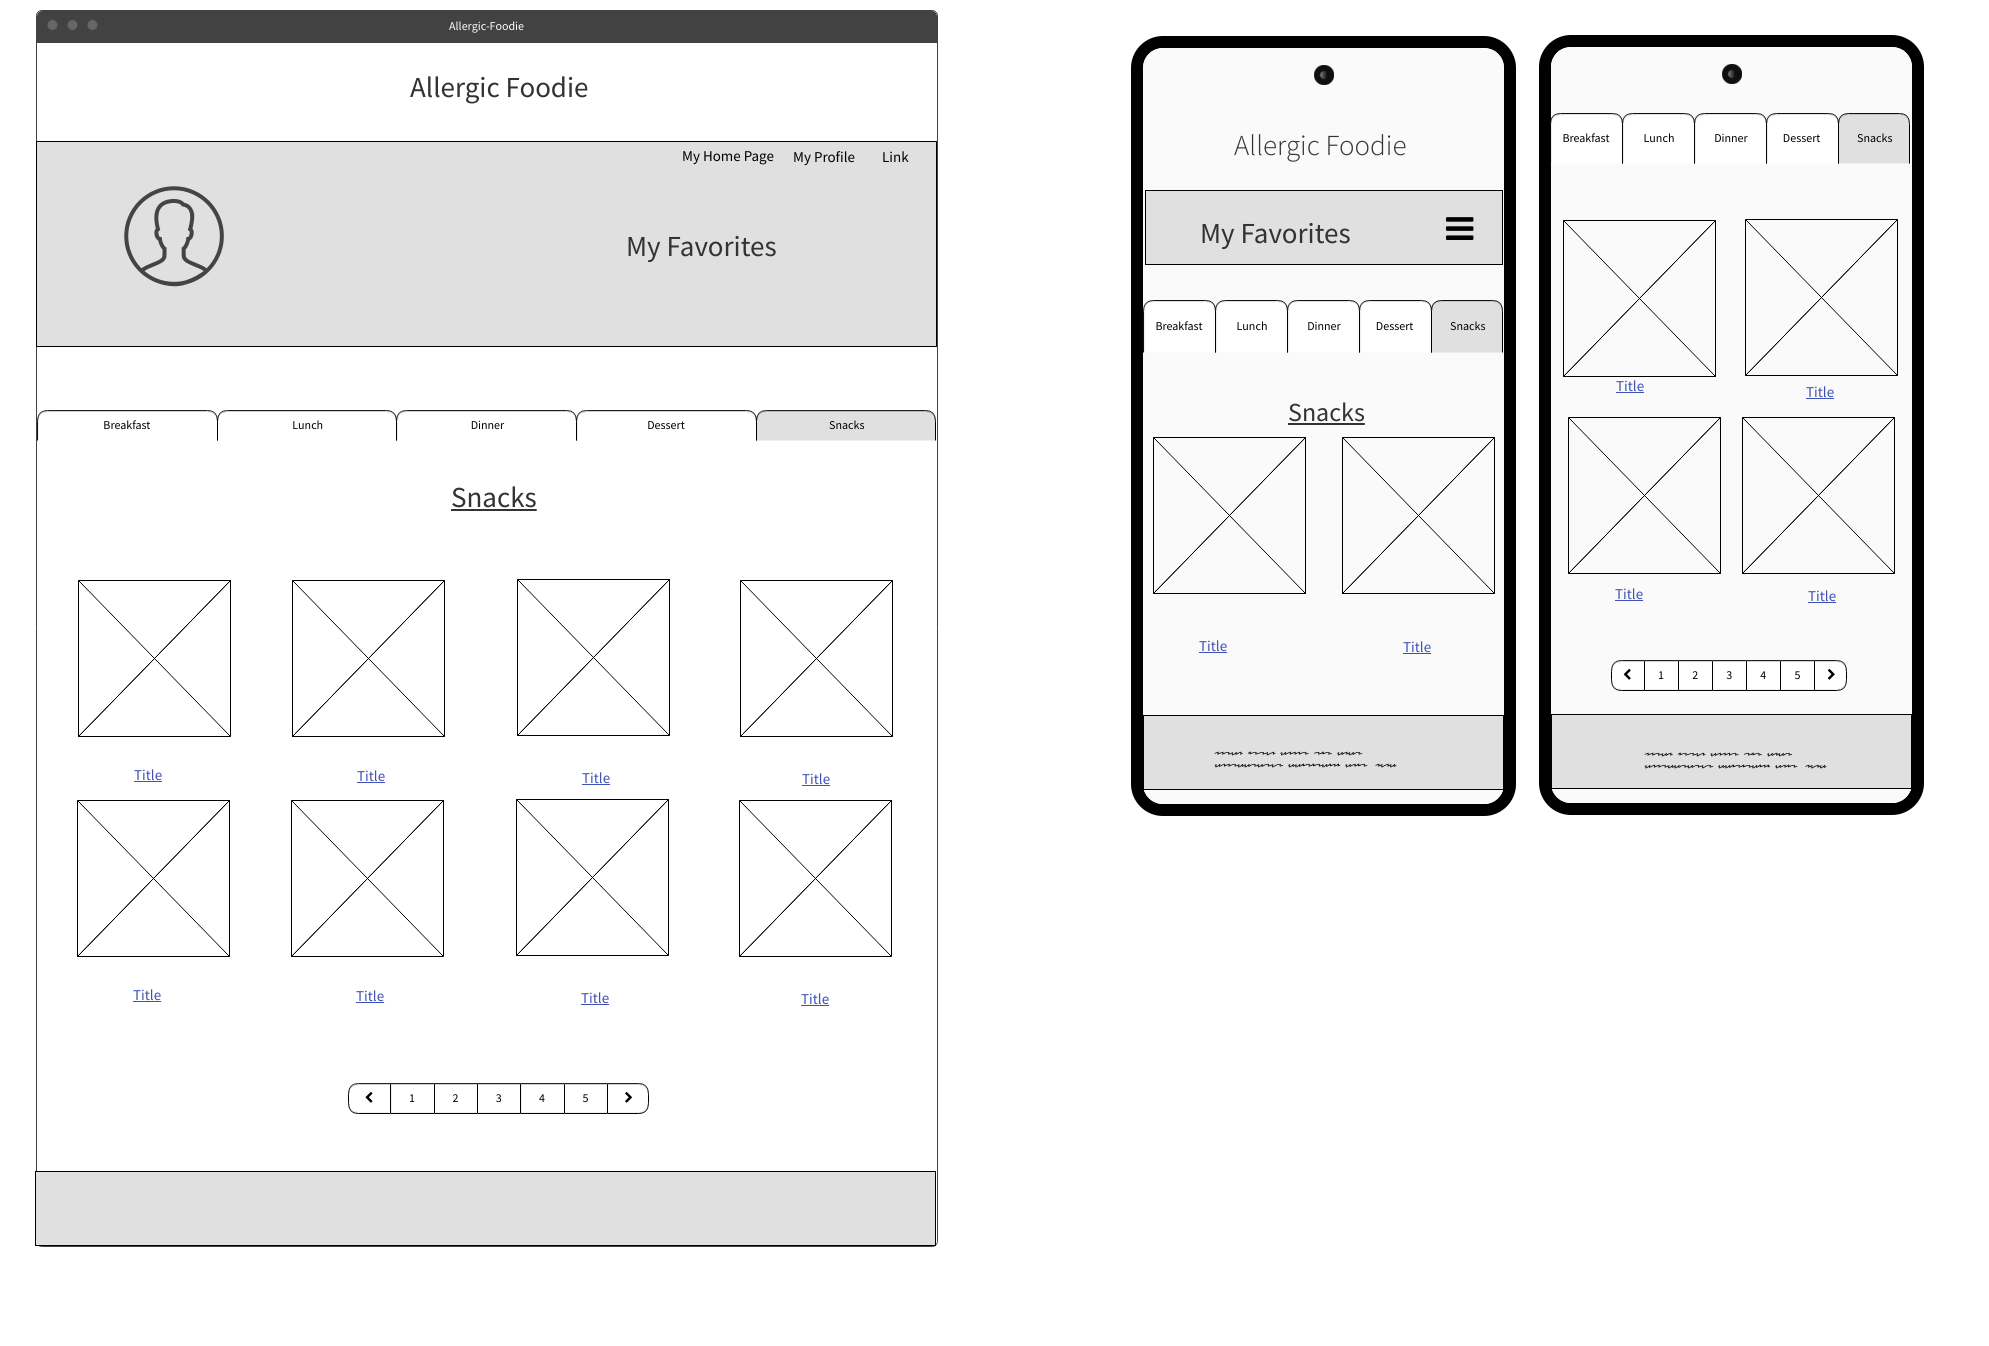 Allergic-Foodie
Allergic Foodie
My Home Page My Profile Link
My Favorites
Breakfast Lunch Dinner Dessert Snacks
Snacks
Title Title Title Title
Title Title Title Title
1 2 3 4 5
Allergic Foodie
My Favorites
Breakfast Lunch Dinner Dessert Snacks
Snacks
Title Title
Breakfast Lunch Dinner Dessert Snacks
Title Title
Title Title
1 2 3 4 5